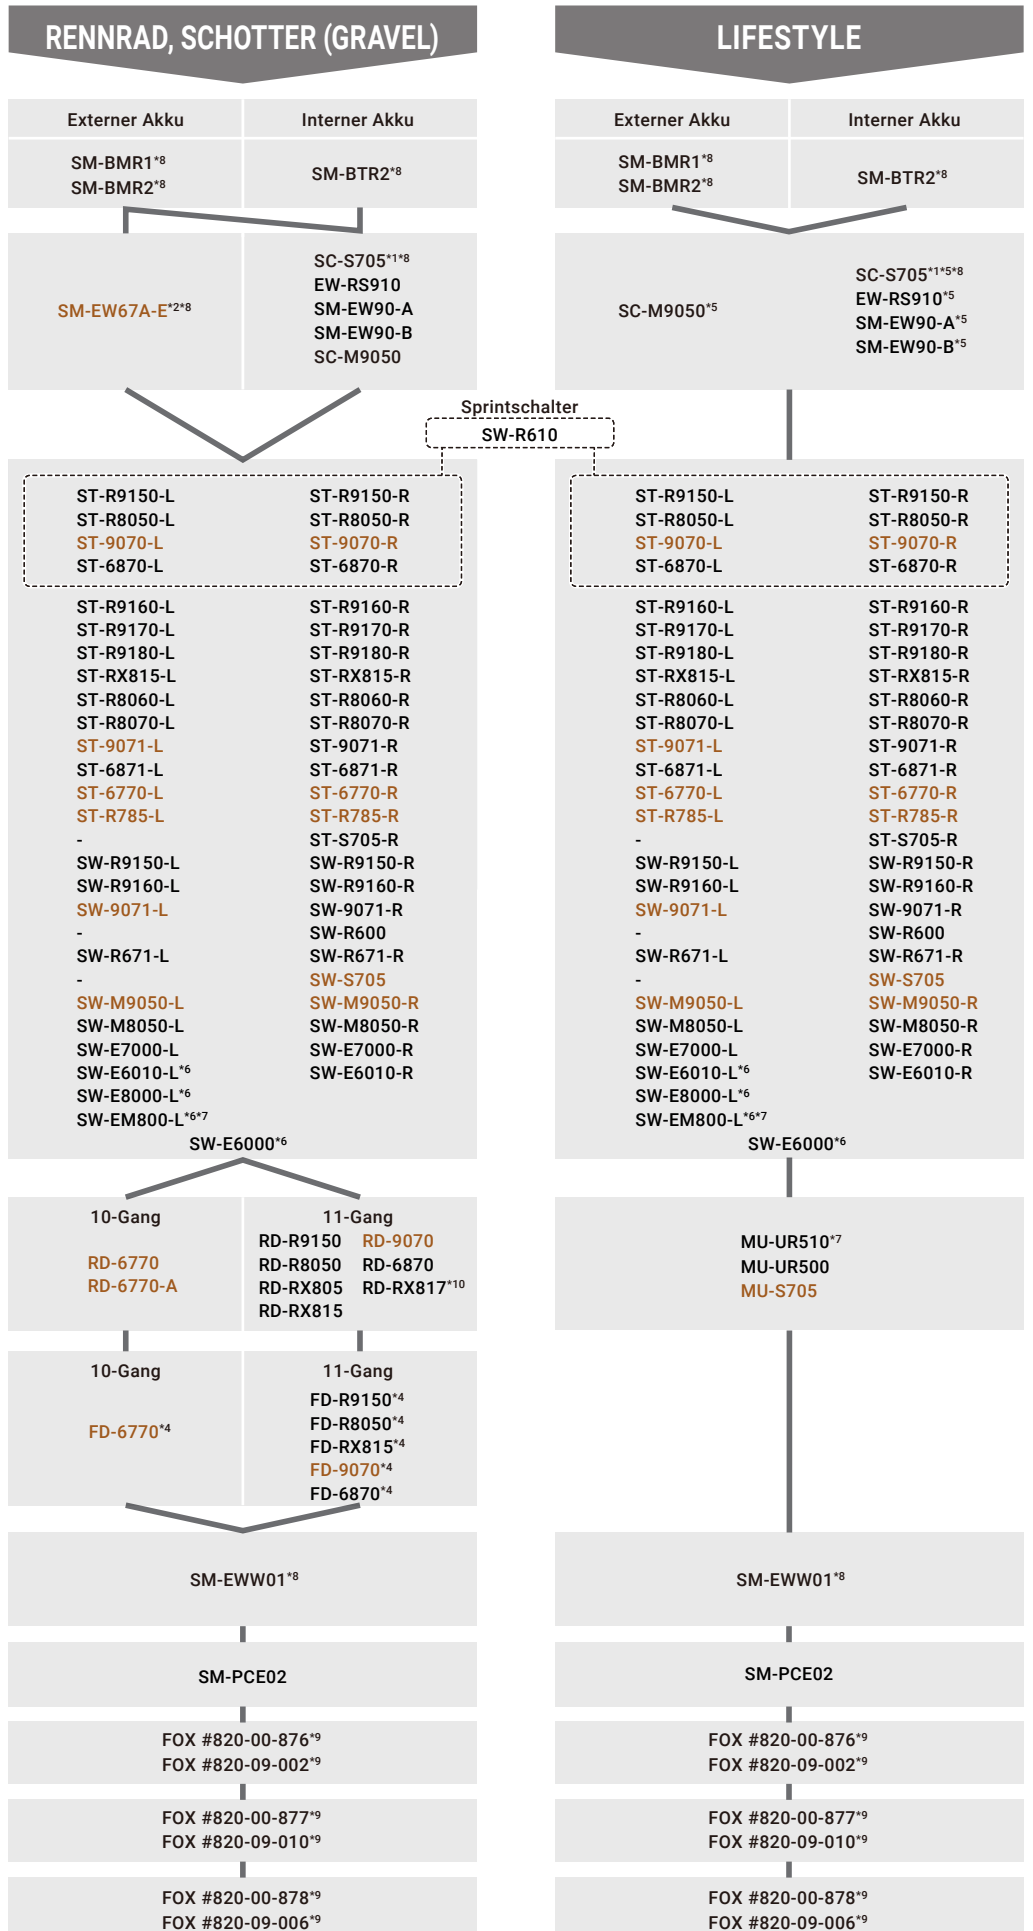 RENNRAD, SCHOTTER (GRAVEL)
Externer Akku
Interner Akku
SM-BMR1*8
SM-BMR2*8
SM-BTR2*8
SM-EW67A-E*2*8
SC-S705*1*8
EW-RS910
SM-EW90-A
SM-EW90-B
SC-M9050
Sprintschalter
SW-R610
ST-R9150-L ST-R9150-R
ST-R8050-L ST-R8050-R
ST-9070-L ST-9070-R
ST-6870-L ST-6870-R
ST-R9160-L ST-R9160-R
ST-R9170-L ST-R9170-R
ST-R9180-L ST-R9180-R
ST-RX815-L ST-RX815-R
ST-R8060-L ST-R8060-R
ST-R8070-L ST-R8070-R
ST-9071-L ST-9071-R
ST-6871-L ST-6871-R
ST-6770-L ST-6770-R
ST-R785-L ST-R785-R
- ST-S705-R
SW-R9150-L SW-R9150-R
SW-R9160-L SW-R9160-R
SW-9071-L SW-9071-R
- SW-R600
SW-R671-L SW-R671-R
- SW-S705
SW-M9050-L SW-M9050-R
SW-M8050-L SW-M8050-R
SW-E7000-L SW-E7000-R
SW-E6010-L*6 SW-E6010-R
SW-E8000-L*6
SW-EM800-L*6*7
SW-E6000*6
10-Gang
RD-6770
RD-6770-A
11-Gang
RD-R9150 RD-9070
RD-R8050 RD-6870
RD-RX805 RD-RX817*10
RD-RX815
10-Gang
FD-6770*4
11-Gang
FD-R9150*4
FD-R8050*4
FD-RX815*4
FD-9070*4
FD-6870*4
SM-EWW01*8
SM-PCE02
FOX #820-00-876*9
FOX #820-09-002*9
FOX #820-00-877*9
FOX #820-09-010*9
FOX #820-00-878*9
FOX #820-09-006*9
LIFESTYLE
Externer Akku
Interner Akku
SM-BMR1*8
SM-BMR2*8
SM-BTR2*8
SC-M9050*5
SC-S705*1*5*8
EW-RS910*5
SM-EW90-A*5
SM-EW90-B*5
ST-R9150-L ST-R9150-R
ST-R8050-L ST-R8050-R
ST-9070-L ST-9070-R
ST-6870-L ST-6870-R
ST-R9160-L ST-R9160-R
ST-R9170-L ST-R9170-R
ST-R9180-L ST-R9180-R
ST-RX815-L ST-RX815-R
ST-R8060-L ST-R8060-R
ST-R8070-L ST-R8070-R
ST-9071-L ST-9071-R
ST-6871-L ST-6871-R
ST-6770-L ST-6770-R
ST-R785-L ST-R785-R
- ST-S705-R
SW-R9150-L SW-R9150-R
SW-R9160-L SW-R9160-R
SW-9071-L SW-9071-R
- SW-R600
SW-R671-L SW-R671-R
- SW-S705
SW-M9050-L SW-M9050-R
SW-M8050-L SW-M8050-R
SW-E7000-L SW-E7000-R
SW-E6010-L*6 SW-E6010-R
SW-E8000-L*6
SW-EM800-L*6*7
SW-E6000*6
MU-UR510*7
MU-UR500
MU-S705
SM-EWW01*8
SM-PCE02
FOX #820-00-876*9
FOX #820-09-002*9
FOX #820-00-877*9
FOX #820-09-010*9
FOX #820-00-878*9
FOX #820-09-006*9